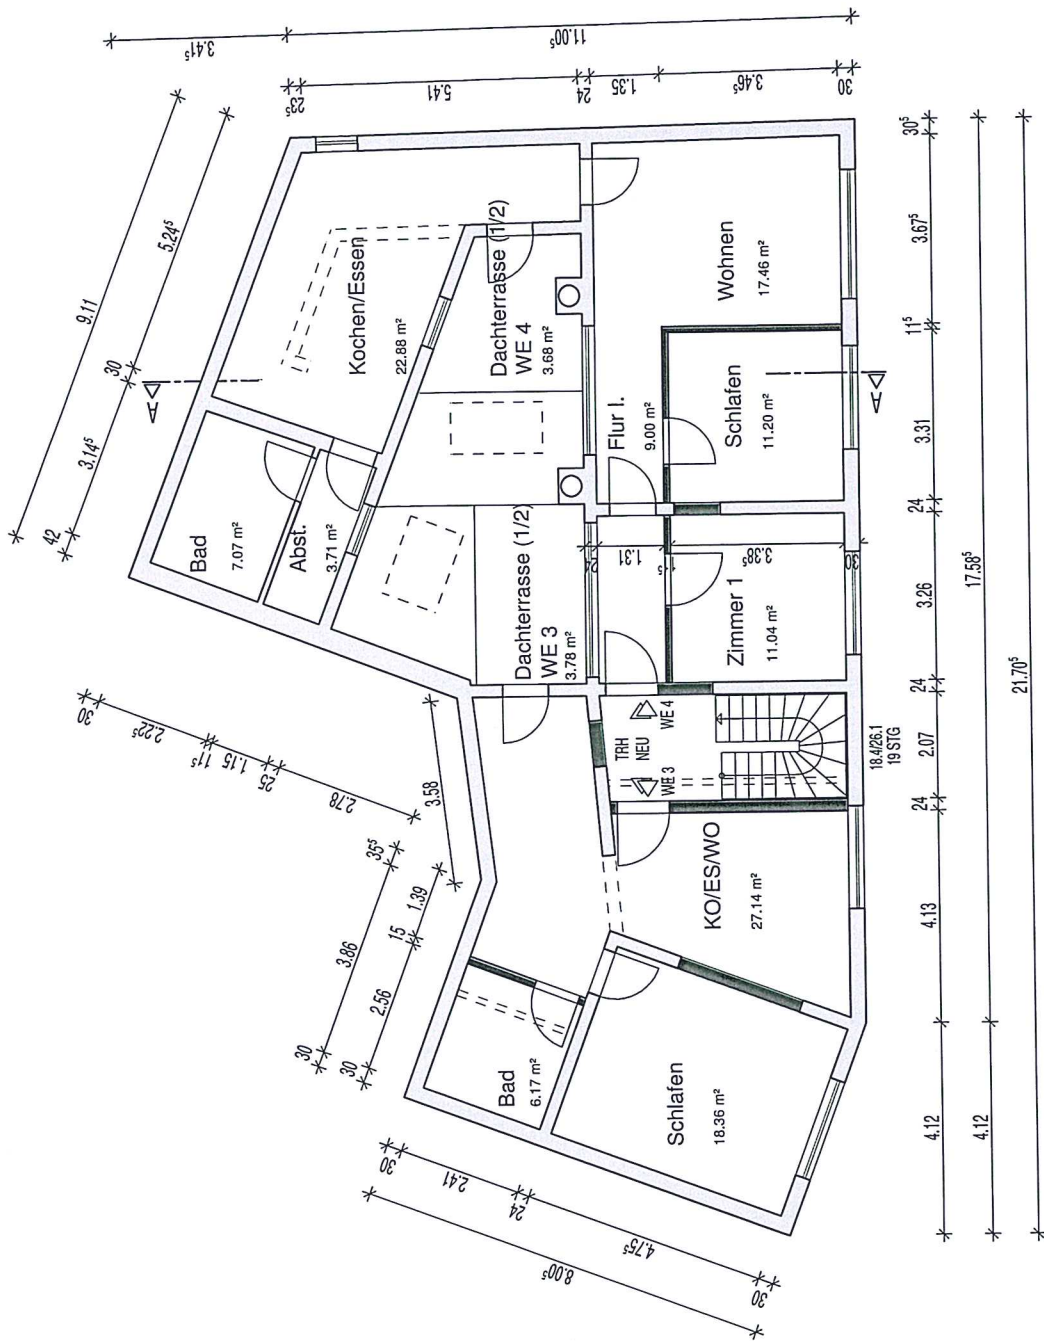 3.41⁵
11.00⁵
23⁵
5.41
24
1.35
3.46⁵
30
9.11
5.24⁵
30
3.14⁵
42
A
Kochen/Essen
22.88 m²
Dachterrasse (1/2)
WE 4
3.68 m²
Wohnen
17.46 m²
Bad
7.07 m²
Abst.
3.71 m²
Flur I.
9.00 m²
Schlafen
11.20 m²
A
Dachterrasse (1/2)
WE 3
3.78 m²
24
1.31
11⁵
3.38⁵
30
Zimmer 1
11.04 m²
30
2.22⁵
11⁵
1.15
25
2.78
3.58
TRH
NEU
WE 4
WE 3
18.4/26.1
19 STG
35⁵
3.86
30
1.39
15
2.56
30
KO/ES/WO
27.14 m²
Bad
6.17 m²
Schlafen
18.36 m²
30
2.41
24
4.75⁵
30
8.00⁵
30⁵
3.67⁵
11⁵
3.31
24
3.26
24
2.07
24
4.13
4.12
17.58⁵
4.12
21.70⁵